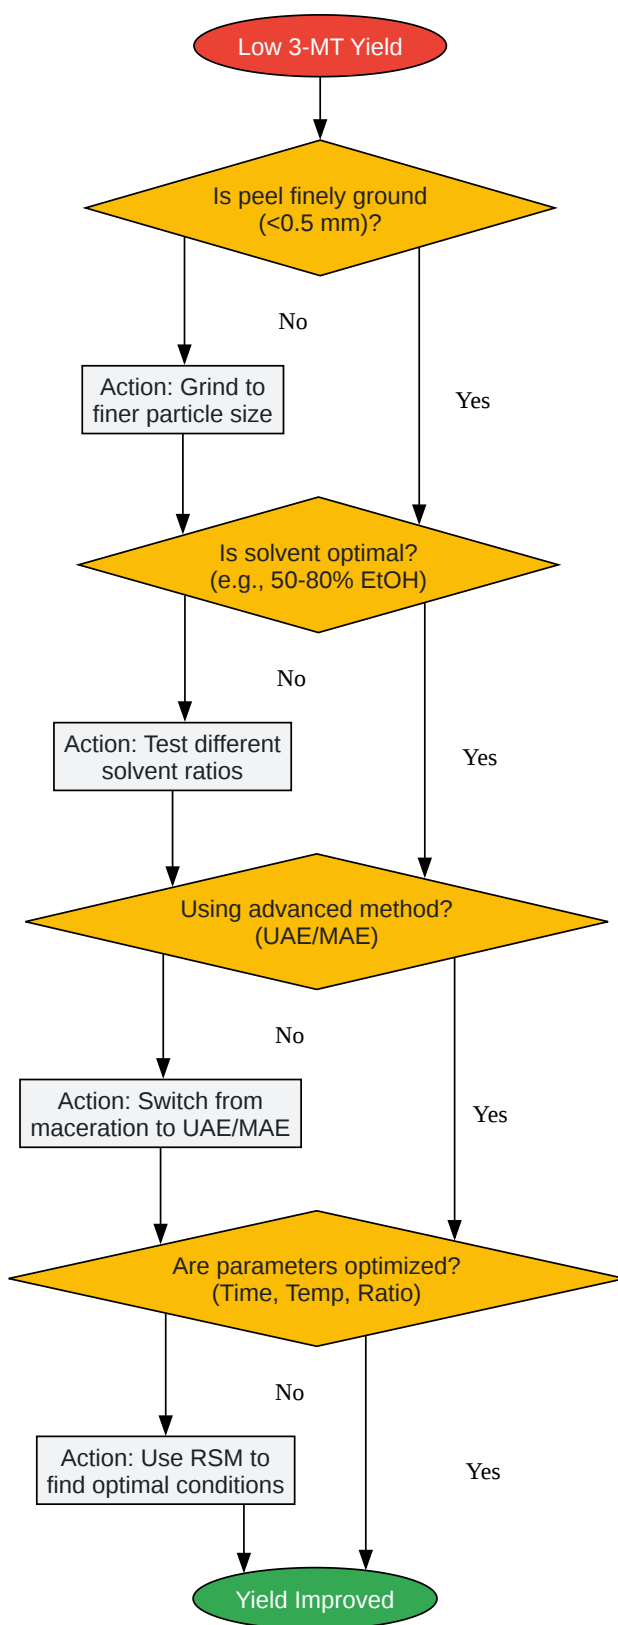 Low 3-MT Yield
Is peel finely ground
(<0.5 mm)?
No
Action: Grind to
finer particle size
Yes
Is solvent optimal?
(e.g., 50-80% EtOH)
No
Action: Test different
solvent ratios
Yes
Using advanced method?
(UAE/MAE)
No
Action: Switch from
maceration to UAE/MAE
Yes
Are parameters optimized?
(Time, Temp, Ratio)
No
Action: Use RSM to
find optimal conditions
Yes
Yield Improved